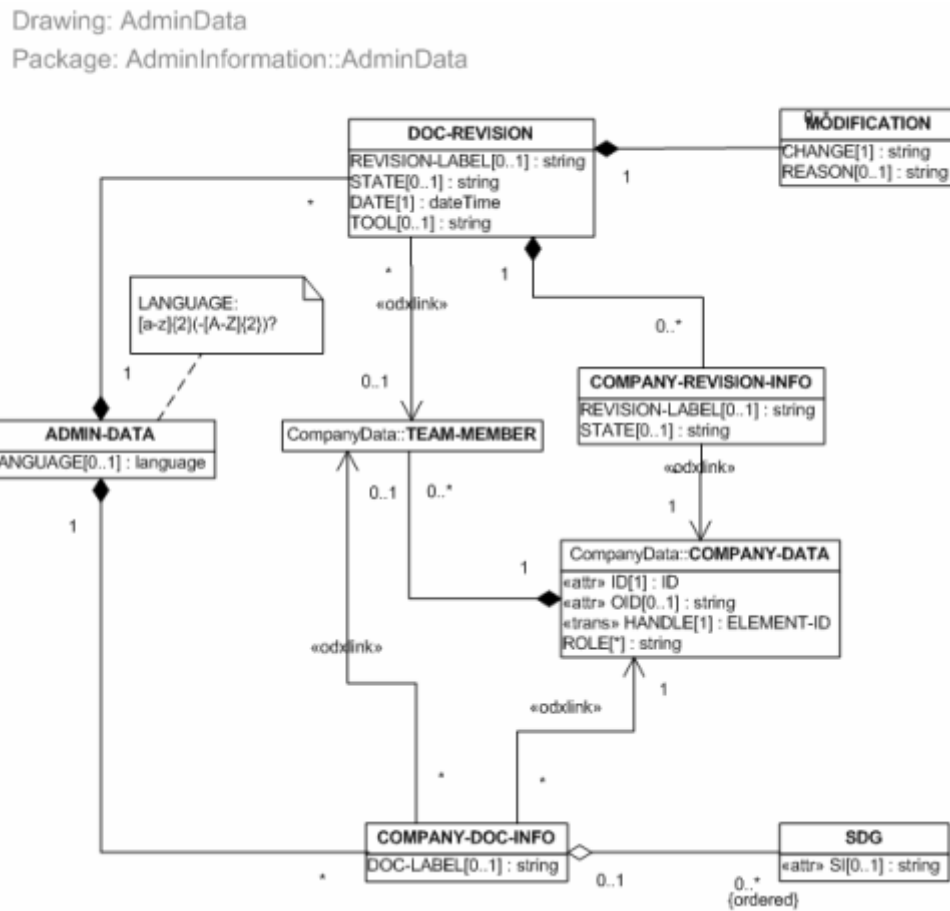 Drawing: AdminData
Package: AdminInformation::AdminData
DOC-REVISION
REVISION-LABEL[0..1] : string
STATE[0..1] : string
DATE[1] : dateTime
TOOL[0..1] : string
0..*
MODIFICATION
CHANGE[1] : string
REASON[0..1] : string
1
*
*
1
«odxlink»
LANGUAGE:
[a-z]{2}(-[A-Z]{2})?
0..*
1
0..1
COMPANY-REVISION-INFO
REVISION-LABEL[0..1] : string
STATE[0..1] : string
ADMIN-DATA
ANGUAGE[0..1] : language
CompanyData::TEAM-MEMBER
«odxlink»
*
0..1
0..*
1
1
CompanyData::COMPANY-DATA
«attr» ID[1] : ID
«attr» OID[0..1] : string
«trans» HANDLE[1] : ELEMENT-ID
ROLE[*] : string
1
«odxlink»
1
«odxlink»
*
*
COMPANY-DOC-INFO
DOC-LABEL[0..1] : string
SDG
«attr» SI[0..1] : string
*
0..1
0..*
{ordered}